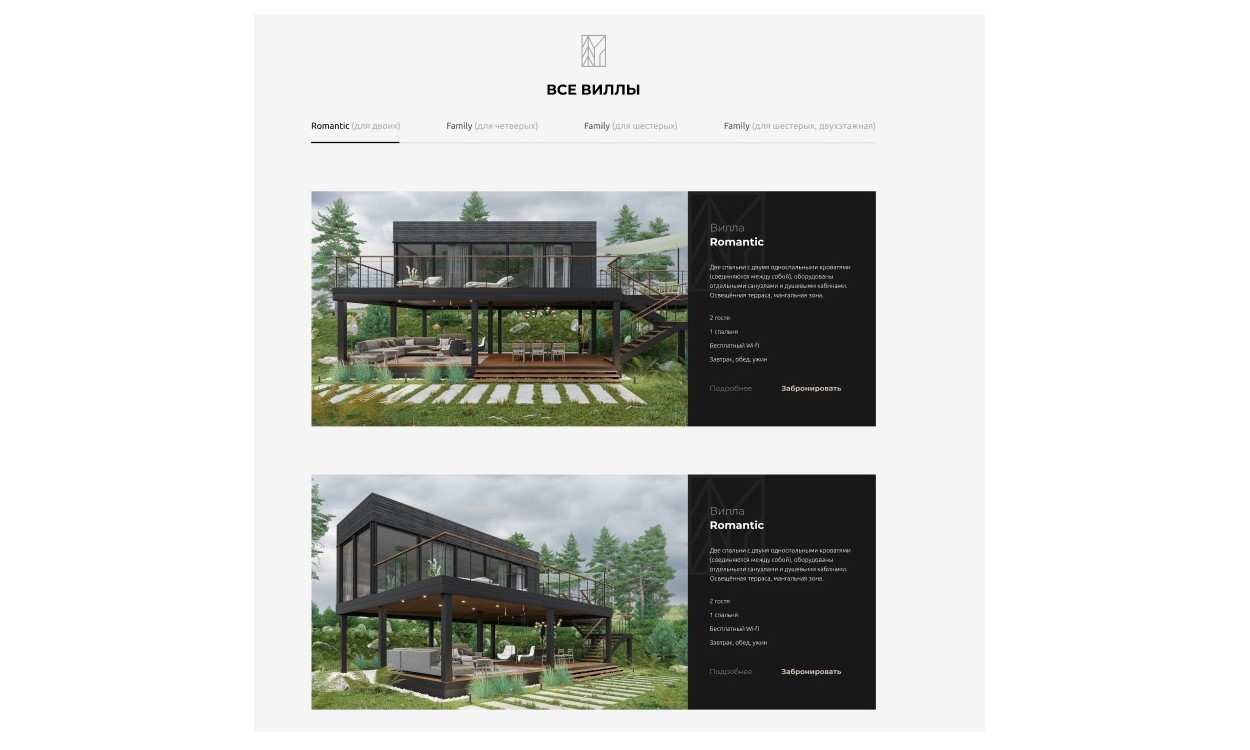 ВСЕ ВИЛЛЫ
Romantic (для двоих) Family (для четверых) Family (для шестерых) Family (для шестерых, двухэтажная)
Вилла
Romantic
Две спальни с двумя односпальными кроватями
(соединяются между собой), оборудованы
отдельными санузлами и душевыми кабинами.
Освещённая терраса, мангальная зона.
2 гостя
1 спальня
Бесплатный Wi-fi
Завтрак, обед, ужин
Подробнее Забронировать
Вилла
Romantic
Две спальни с двумя односпальными кроватями
(соединяются между собой), оборудованы
отдельными санузлами и душевыми кабинами.
Освещённая терраса, мангальная зона.
2 гостя
1 спальня
Бесплатный Wi-fi
Завтрак, обед, ужин
Подробнее Забронировать